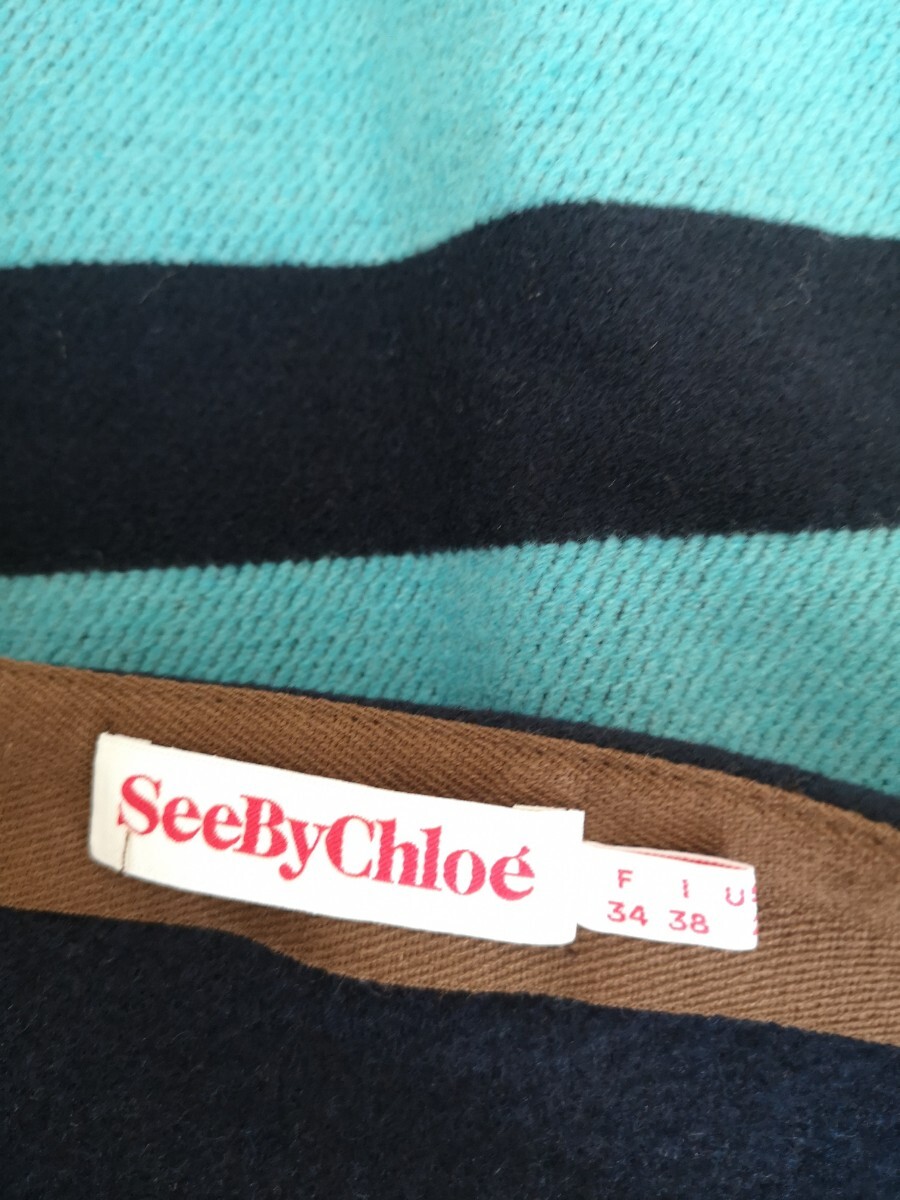 SeeByChloé
F I
34 38